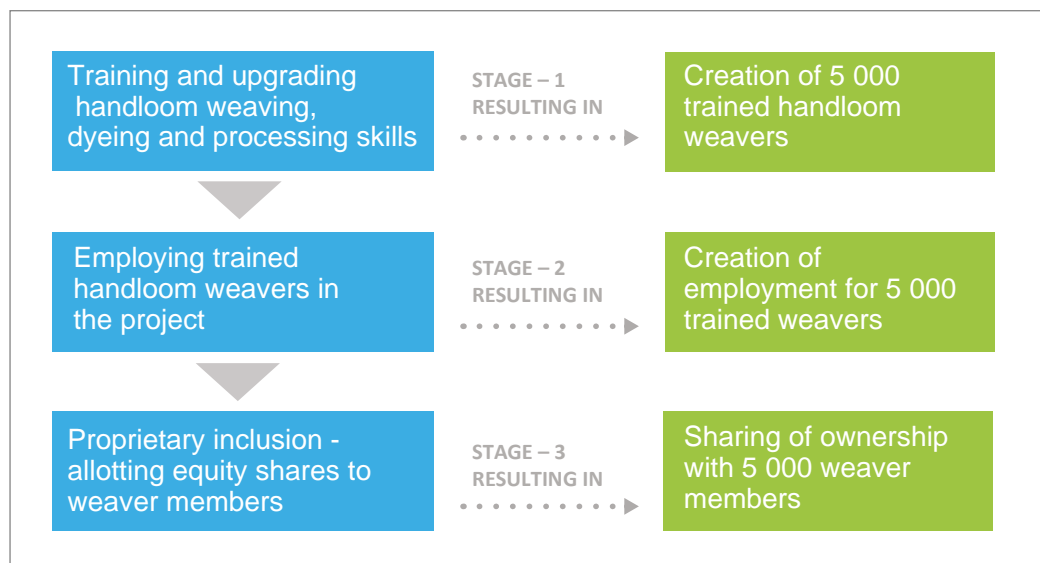 Training and upgrading
handloom weaving,
dyeing and processing skills
STAGE – 1
RESULTING IN
Creation of 5 000
trained handloom
weavers
Employing trained
handloom weavers in
the project
STAGE – 2
RESULTING IN
Creation of
employment for 5 000
trained weavers
Proprietary inclusion -
allotting equity shares to
weaver members
STAGE – 3
RESULTING IN
Sharing of ownership
with 5 000 weaver
members